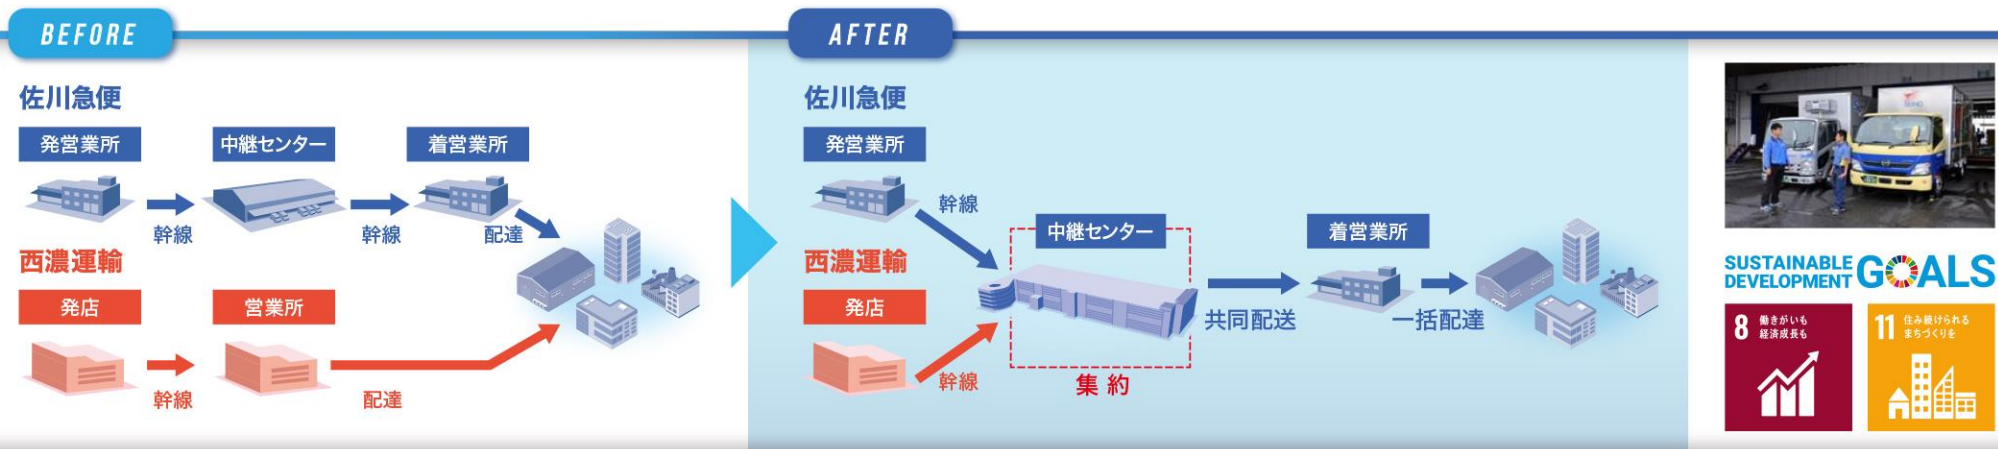 BEFORE
佐川急便
発営業所
中継センター
着営業所
幹線
幹線
配達
西濃運輸
発店
営業所
幹線
配達
AFTER
佐川急便
発営業所
幹線
中継センター
着営業所
西濃運輸
発店
共同配送
一括配達
幹線
集約
SUSTAINABLE
DEVELOPMENT GOALS
8 働きがいも
経済成長も
11 住み続けられる
まちづくりを